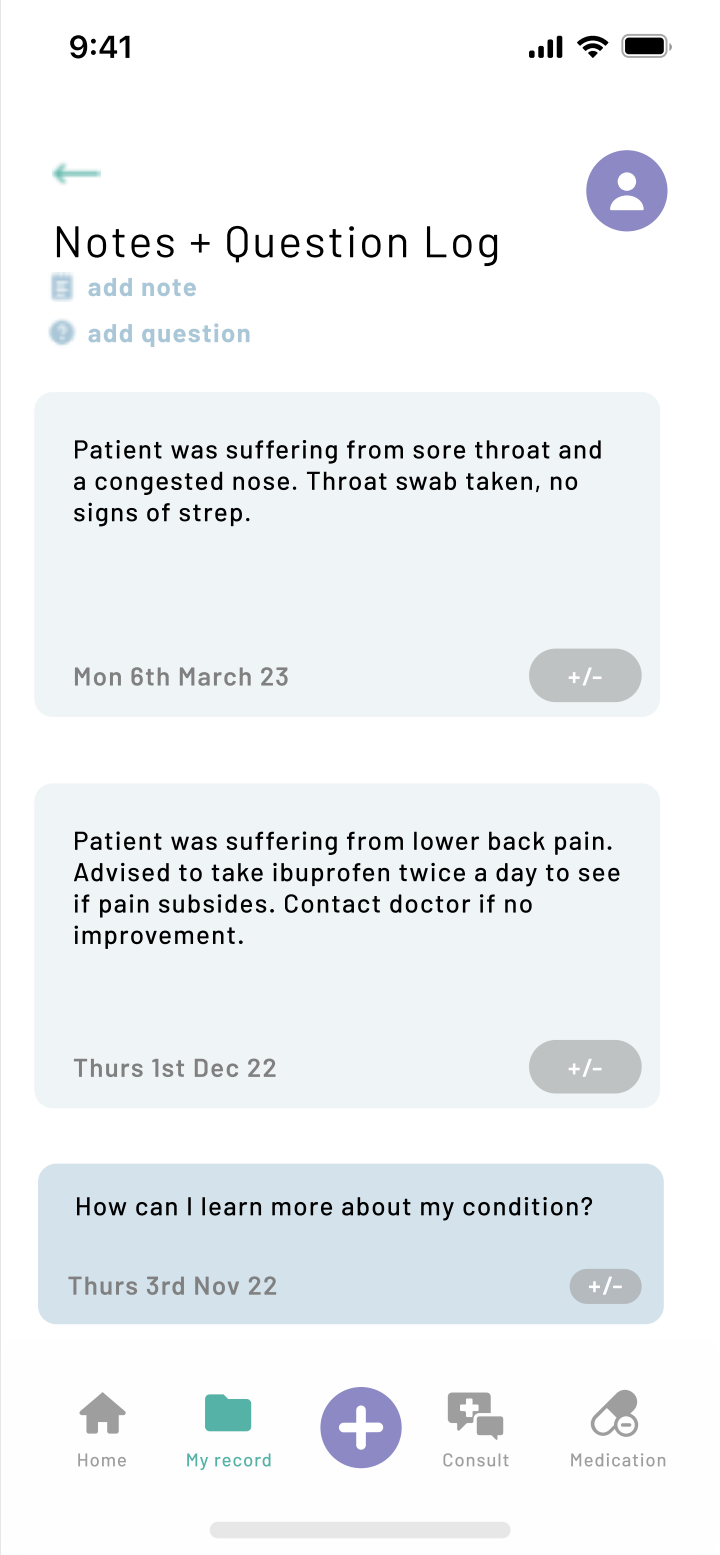 9:41
Notes + Question Log
add note
add question
Patient was suffering from sore throat and
a congested nose. Throat swab taken, no
signs of strep.
Mon 6th March 23
+/-
Patient was suffering from lower back pain.
Advised to take ibuprofen twice a day to see
if pain subsides. Contact doctor if no
improvement.
Thurs 1st Dec 22
+/-
How can I learn more about my condition?
Thurs 3rd Nov 22
+/-
Home
My record
Consult
Medication